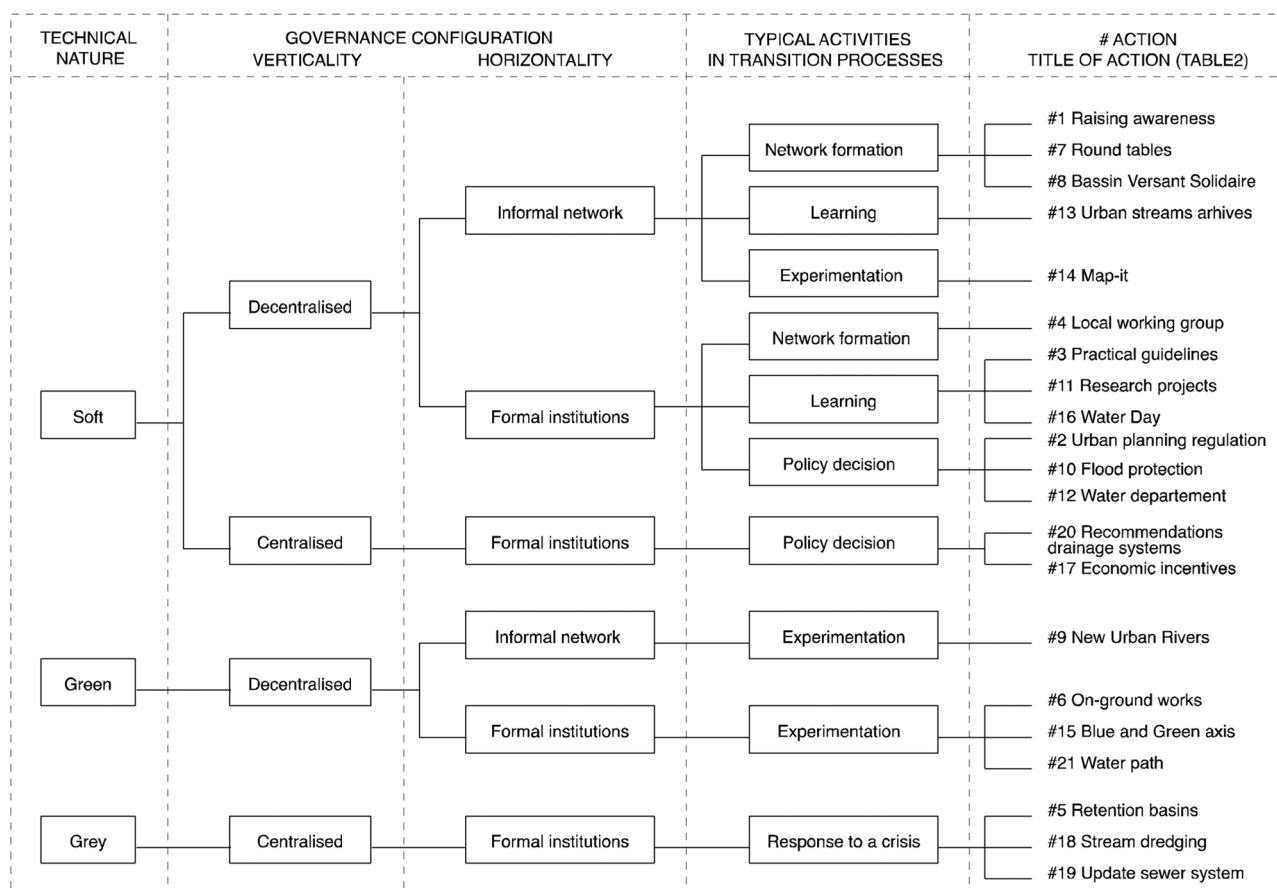 TECHNICAL
NATURE
GOVERNANCE CONFIGURATION
VERTICALITY
HORIZONTALITY
TYPICAL ACTIVITIES
IN TRANSITION PROCESSES
# ACTION
TITLE OF ACTION (TABLE2)
Soft
Decentralised
Informal network
Network formation
#1 Raising awareness
#7 Round tables
#8 Bassin Versant Solidaire
Learning
#13 Urban streams arhives
Experimentation
#14 Map-it
Formal institutions
Network formation
#4 Local working group
Learning
#3 Practical guidelines
#11 Research projects
#16 Water Day
Policy decision
#2 Urban planning regulation
#10 Flood protection
#12 Water departement
Centralised
Formal institutions
Policy decision
#20 Recommendations
drainage systems
#17 Economic incentives
Green
Decentralised
Informal network
Experimentation
#9 New Urban Rivers
Formal institutions
Experimentation
#6 On-ground works
#15 Blue and Green axis
#21 Water path
Grey
Centralised
Formal institutions
Response to a crisis
#5 Retention basins
#18 Stream dredging
#19 Update sewer system